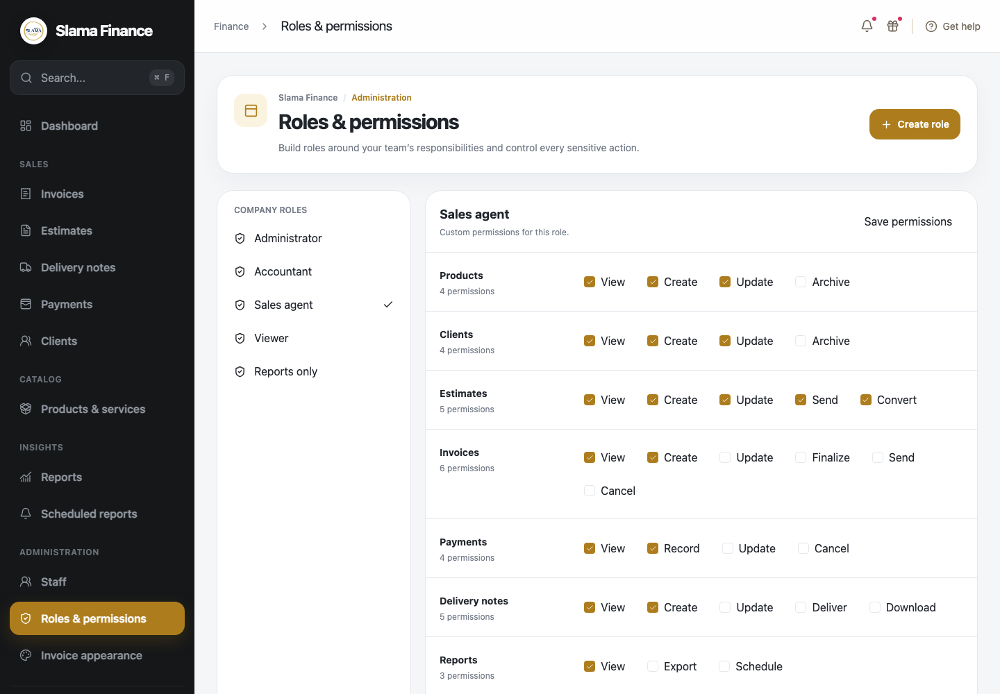 SLAMA
Slama Finance
Search...
⌘ F
Dashboard
SALES
Invoices
Estimates
Delivery notes
Payments
Clients
CATALOG
Products & services
INSIGHTS
Reports
Scheduled reports
ADMINISTRATION
Staff
Roles & permissions
Invoice appearance
Finance > Roles & permissions
Get help
Slama Finance / Administration
Roles & permissions
Build roles around your team's responsibilities and control every sensitive action.
+ Create role
COMPANY ROLES
Administrator
Accountant
Sales agent
Viewer
Reports only
Sales agent
Custom permissions for this role.
Save permissions
Products
4 permissions
View Create Update Archive
Clients
4 permissions
View Create Update Archive
Estimates
5 permissions
View Create Update Send Convert
Invoices
6 permissions
View Create Update Finalize Send
Cancel
Payments
4 permissions
View Record Update Cancel
Delivery notes
5 permissions
View Create Update Deliver Download
Reports
3 permissions
View Export Schedule